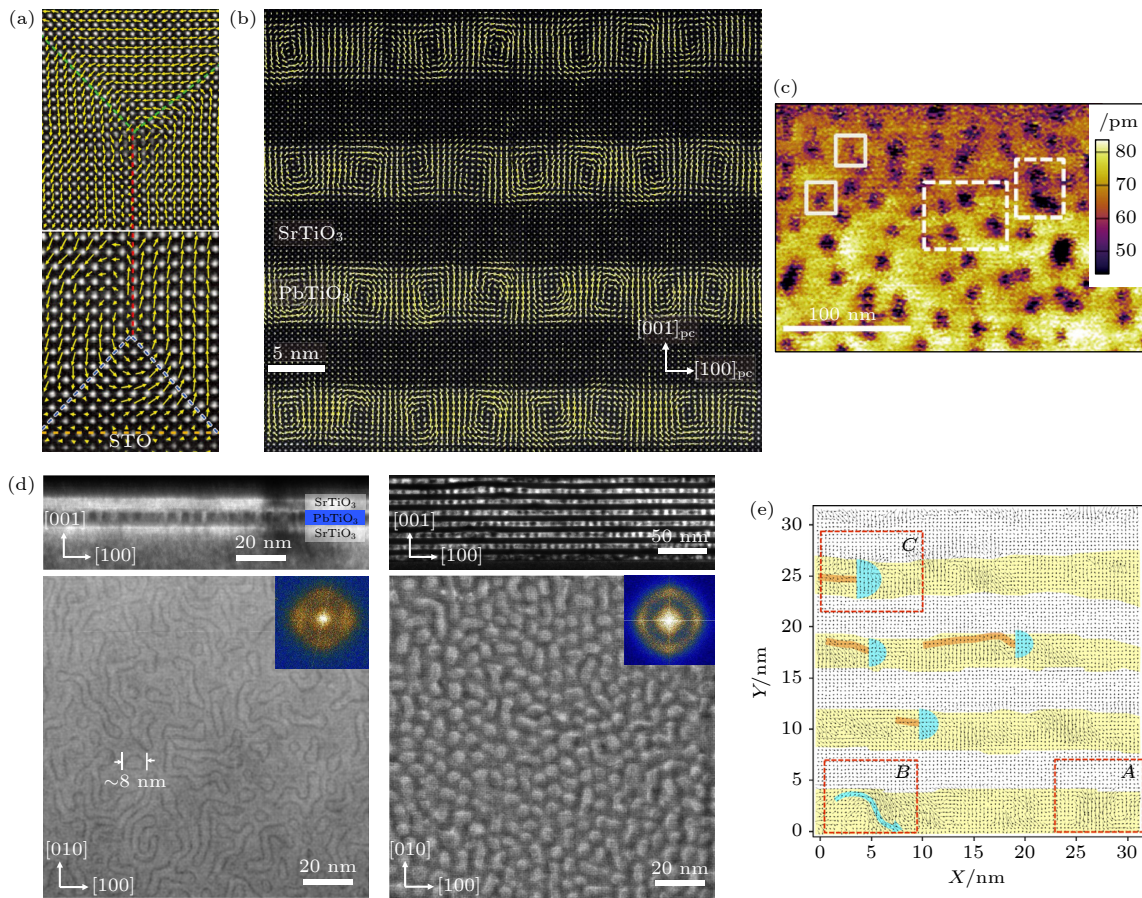 (a)
STO
(b)
SrTiO₃
PbTiO₃
5 nm
[001]pc
[100]pc
(c)
/pm
80
70
60
50
100 nm
(d)
[001]
[100]
20 nm
SrTiO₃
PbTiO₃
SrTiO₃
[001]
[100]
50 nm
~8 nm
[010]
[100]
20 nm
[010]
[100]
20 nm
(e)
30
25
20
15
10
5
0
Y/nm
C
B
A
0 5 10 15 20 25 30
X/nm